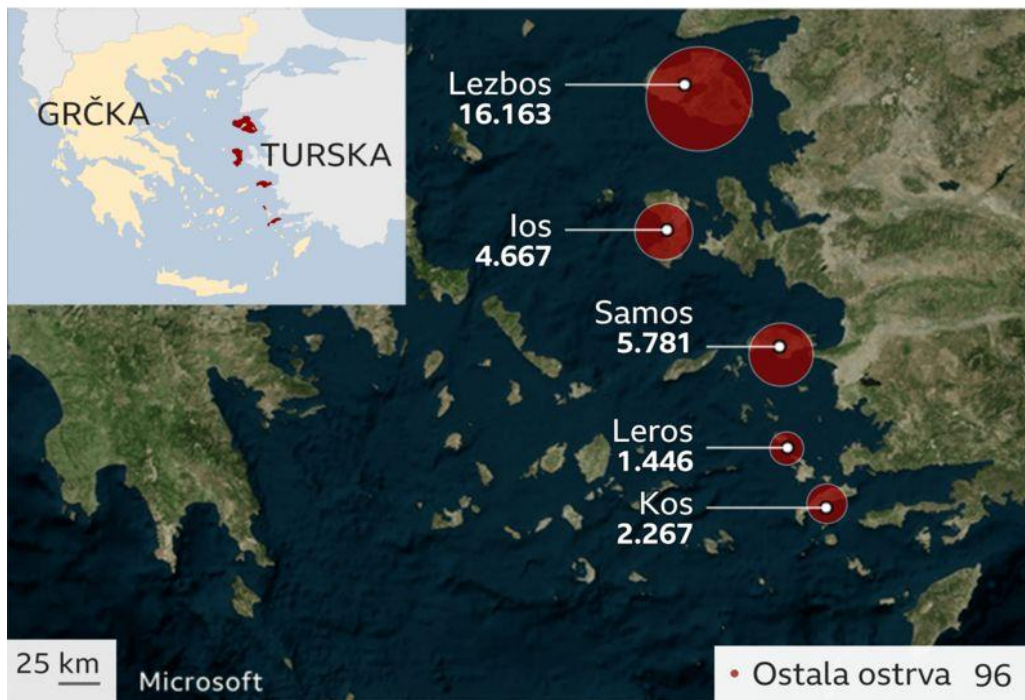 GRČKA
TURSKA
Lezbos
16.163
Ios
4.667
Samos
5.781
Leros
1.446
Kos
2.267
25 km
Microsoft
• Ostala ostrva 96